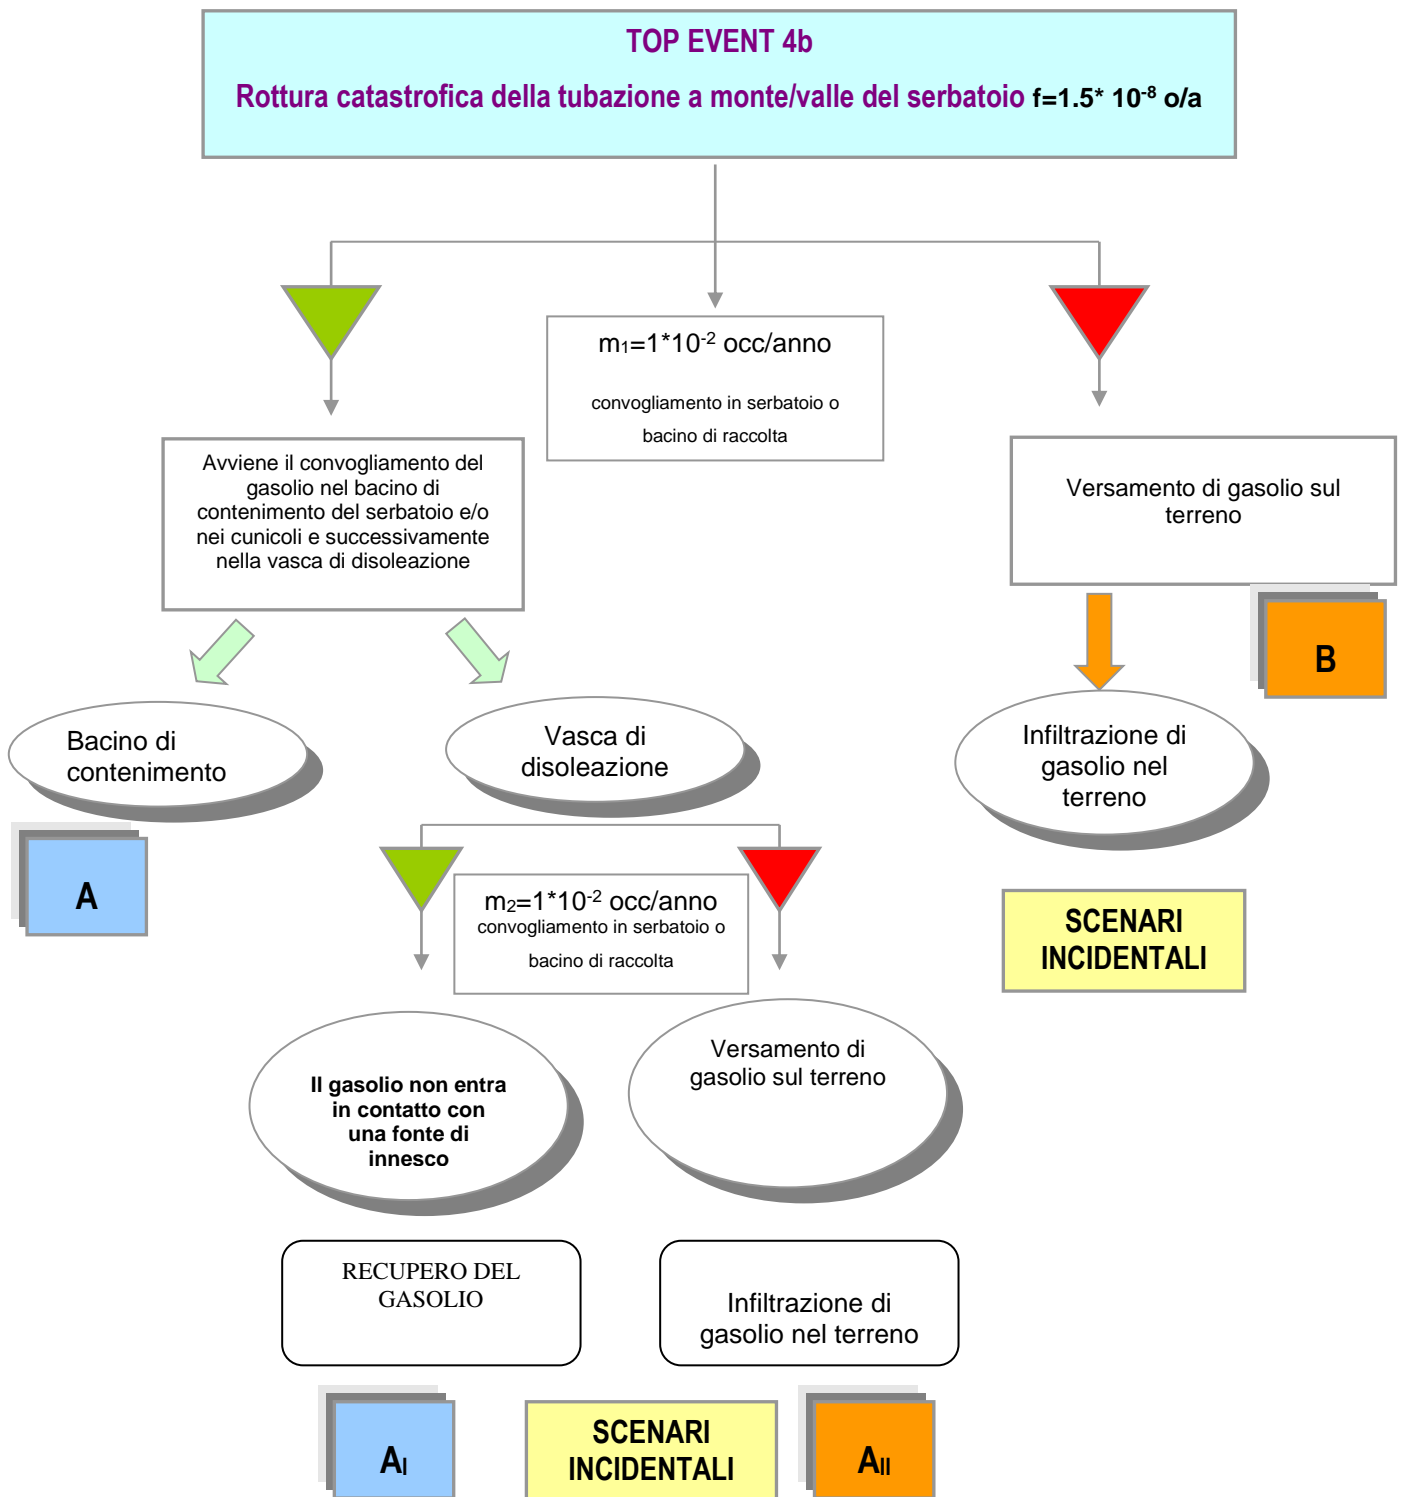 TOP EVENT 4b
Rottura catastrofica della tubazione a monte/valle del serbatoio f=1.5* 10⁻⁸ o/a
m₁=1*10⁻² occ/anno
convogliamento in serbatoio o
bacino di raccolta
Avviene il convogliamento del
gasolio nel bacino di
contenimento del serbatoio e/o
nei cunicoli e successivamente
nella vasca di disoleazione
Versamento di gasolio sul
terreno
B
Bacino di
contenimento
Vasca di
disoleazione
Infiltrazione di
gasolio nel
terreno
A
m₂=1*10⁻² occ/anno
convogliamento in serbatoio o
bacino di raccolta
SCENARI
INCIDENTALI
Il gasolio non entra
in contatto con
una fonte di
innesco
Versamento di
gasolio sul terreno
RECUPERO DEL
GASOLIO
Infiltrazione di
gasolio nel terreno
Aı
SCENARI
INCIDENTALI
Aıı